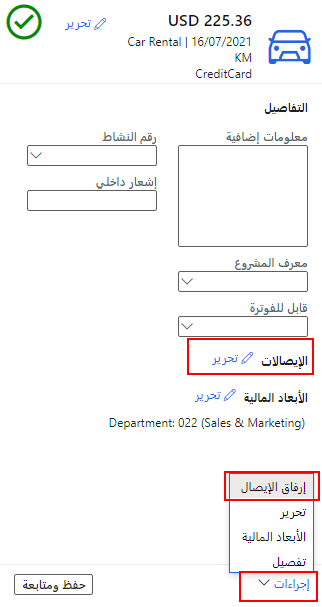 USD 225.36
تحرير
Car Rental | 16/07/2021
KM
CreditCard
التفاصيل
معلومات إضافية
رقم النشاط
إشعار داخلي
معرف المشروع
قابل للفوترة
الإيصالات
تحرير
الأبعاد المالية
تحرير
Department: 022 (Sales & Marketing)
إرفاق الإيصال
تحرير
الأبعاد المالية
تفصيل
إجراءات
حفظ ومتابعة